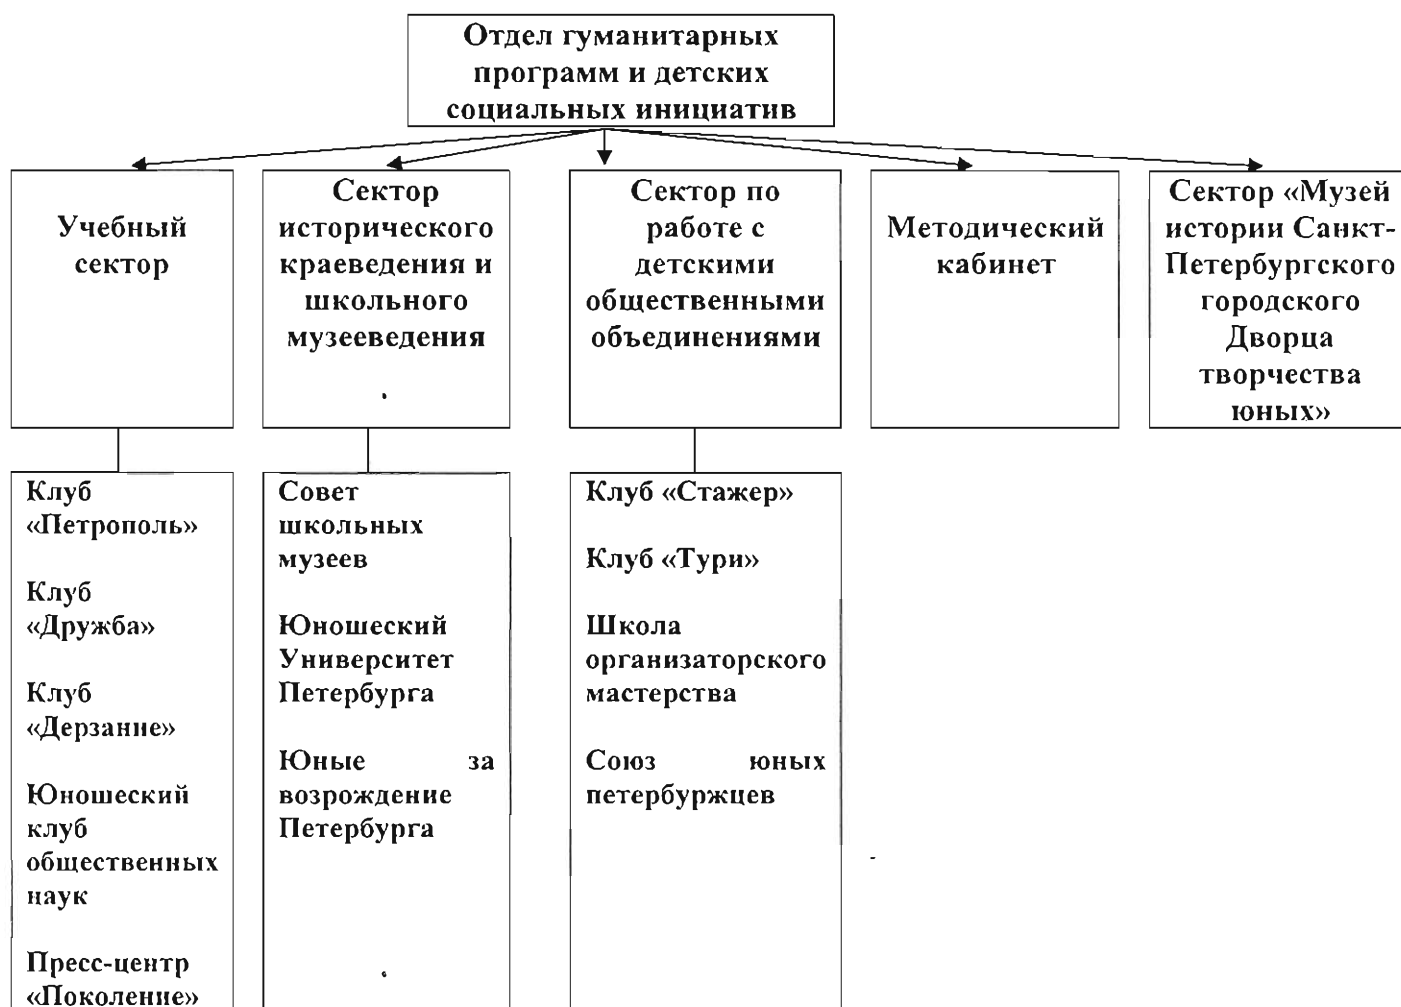 Отдел гуманитарных
программ и детских
социальных инициатив
Учебный
сектор
Сектор
исторического
краеведения и
школьного
музееведения
Сектор по
работе с
детскими
общественными
объединениями
Методический
кабинет
Сектор «Музей
истории Санкт-
Петербургского
городского
Дворца
творчества
юных»
Клуб
«Петрополь»
Клуб
«Дружба»
Клуб
«Дерзание»
Юношеский
клуб
общественных
наук
Пресс-центр
«Поколение»
Совет
школьных
музеев
Юношеский
Университет
Петербурга
Юные за
возрождение
Петербурга
Клуб «Стажер»
Клуб «Тури»
Школа
организаторского
мастерства
Союз юных
петербуржцев